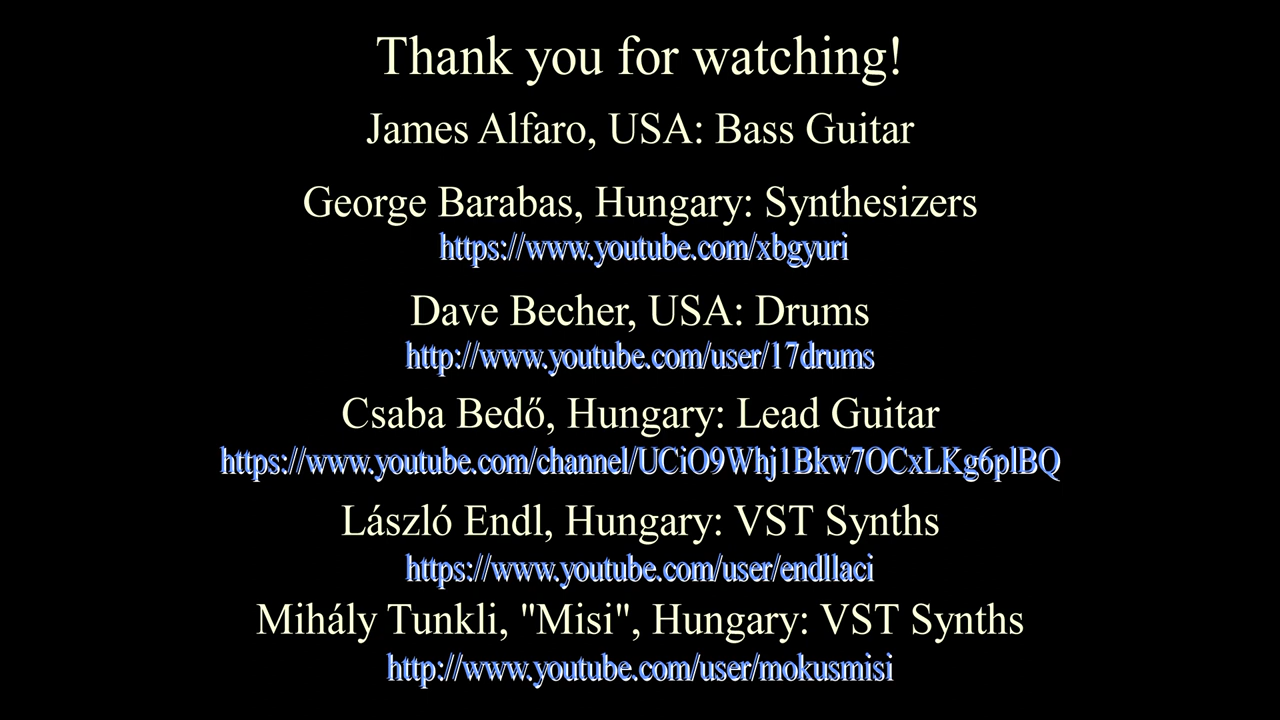 Thank you for watching!
James Alfaro, USA: Bass Guitar
George Barabas, Hungary: Synthesizers
https://www.youtube.com/xbgyuri
Dave Becher, USA: Drums
http://www.youtube.com/user/17drums
Csaba Bedő, Hungary: Lead Guitar
https://www.youtube.com/channel/UCiO9Whj1Bkw7OCxLKg6plBQ
László Endl, Hungary: VST Synths
https://www.youtube.com/user/endllaci
Mihály Tunkli, "Misi", Hungary: VST Synths
http://www.youtube.com/user/mokusmisi